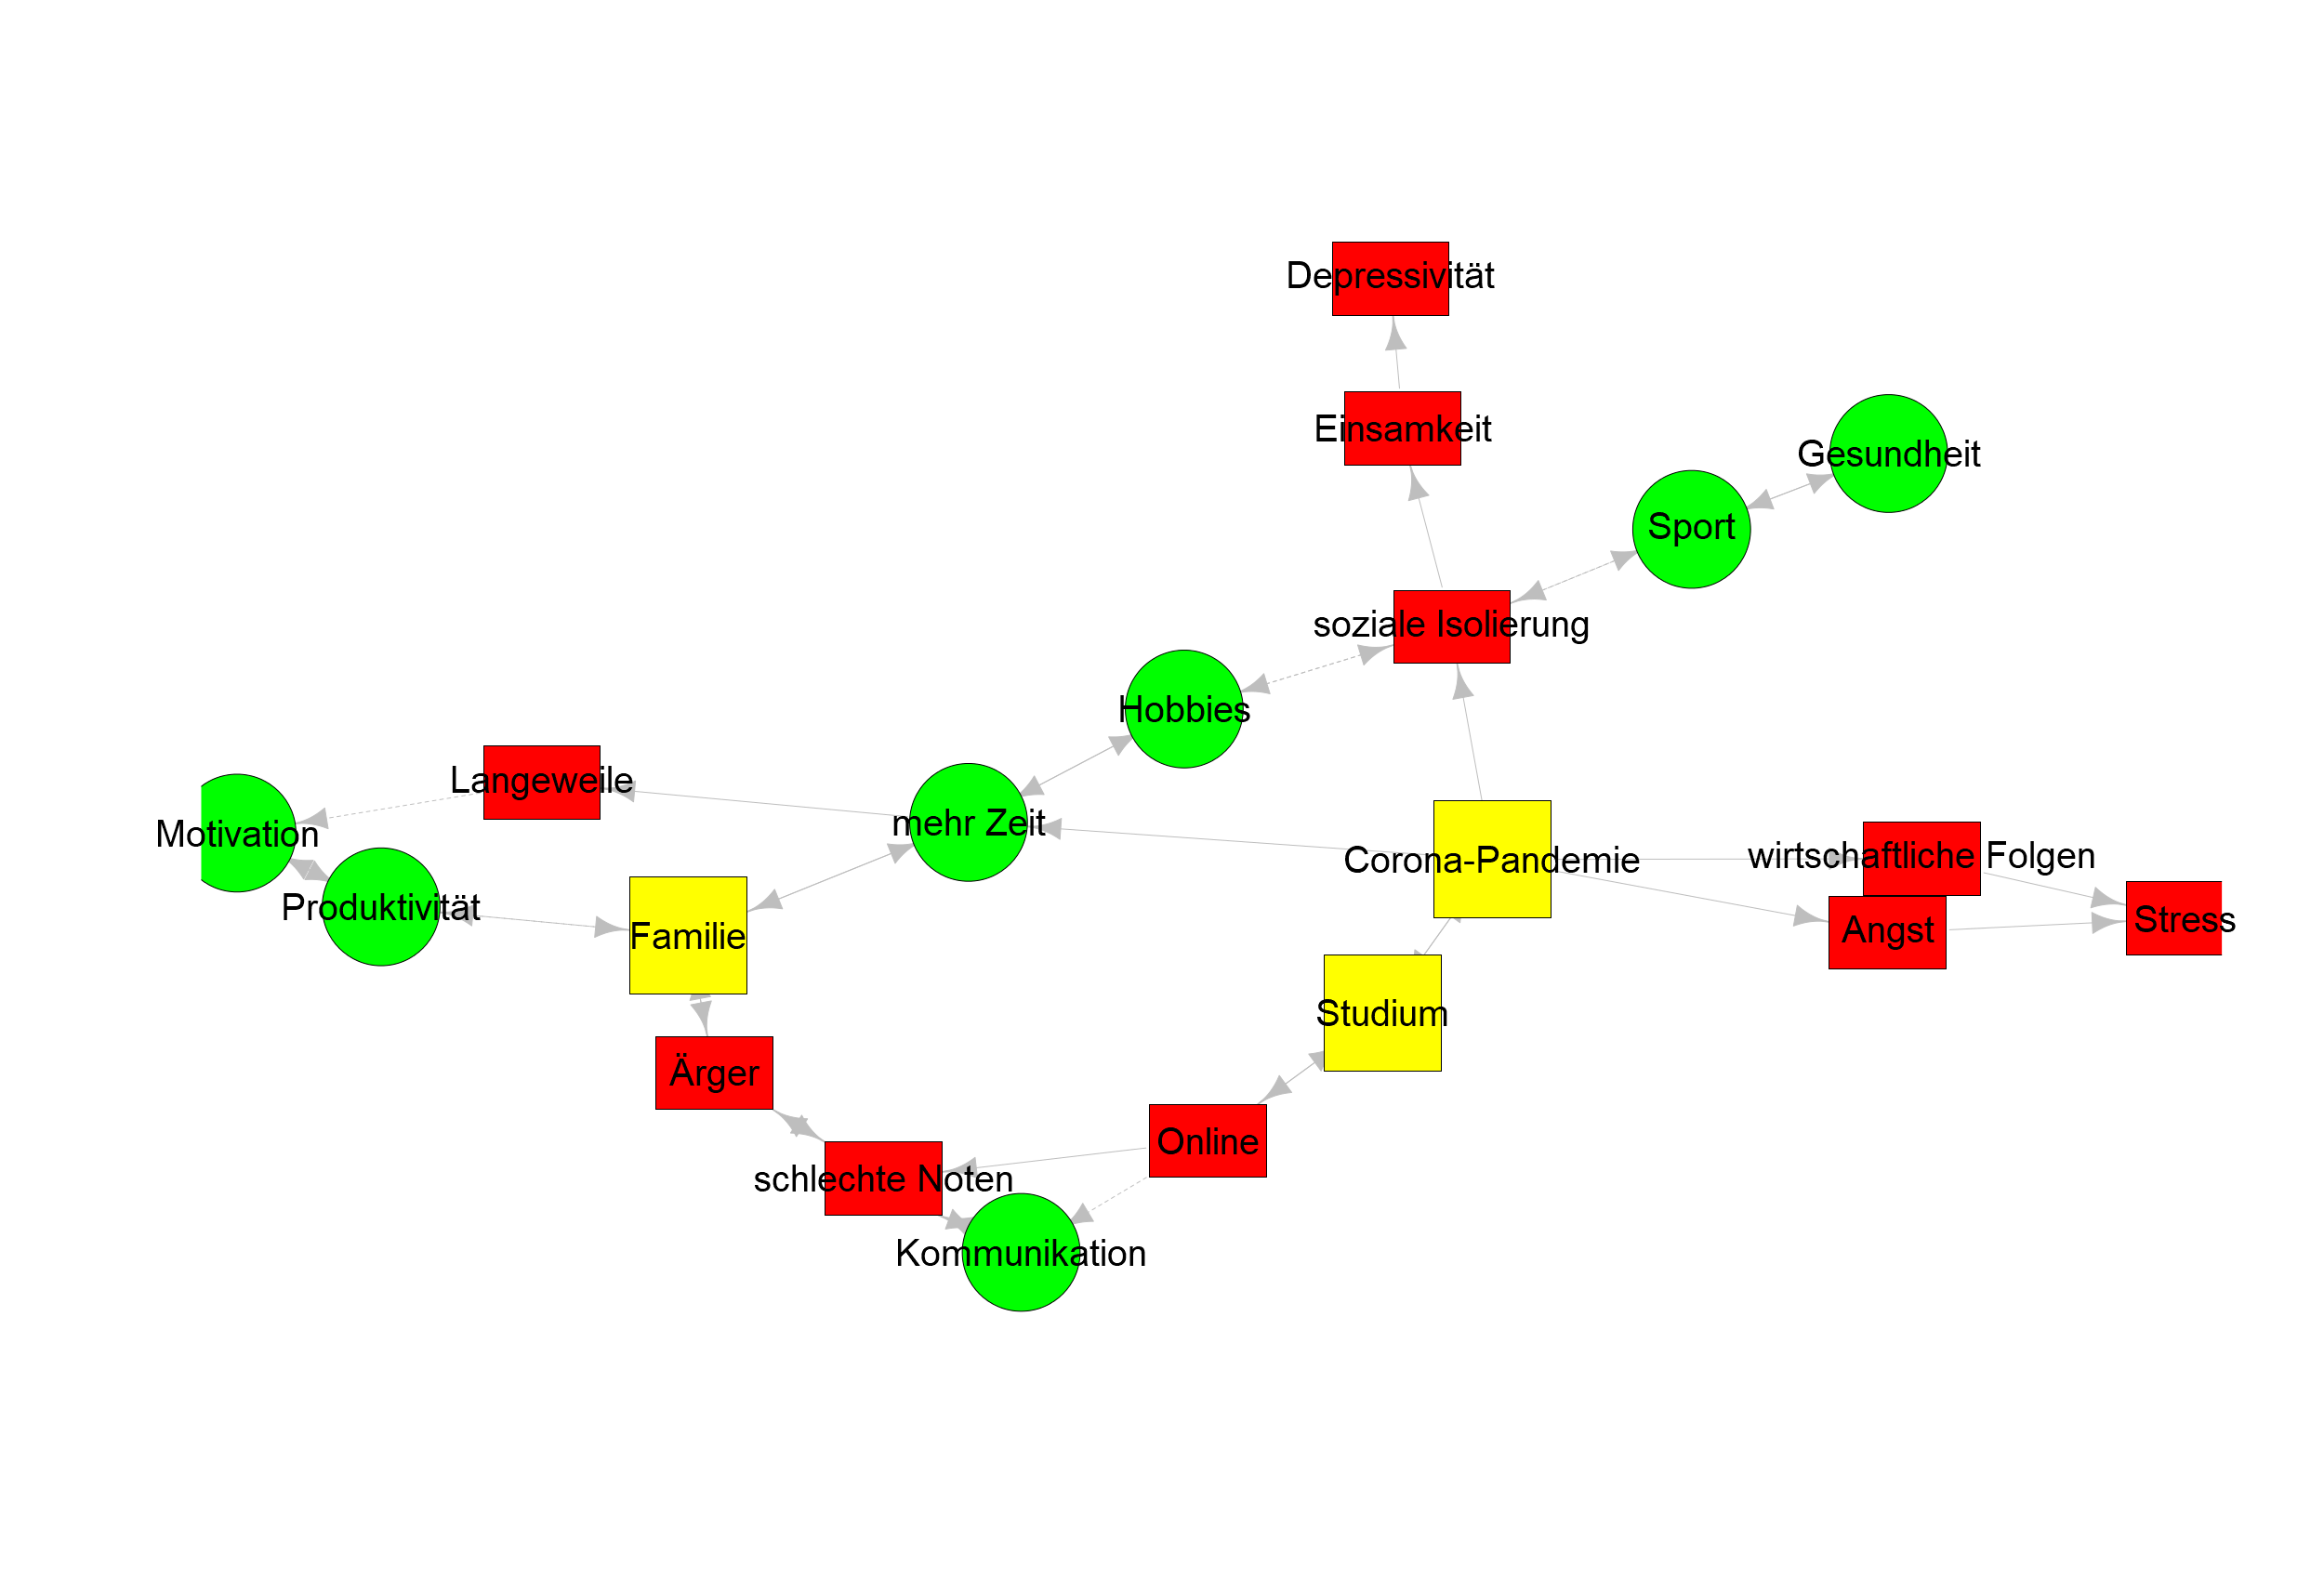 Depressivität
Einsamkeit
Gesundheit
Sport
soziale Isolierung
Hobbies
Langeweile
mehr Zeit
Motivation
Corona-Pandemie
wirtschaftliche Folgen
Produktivität
Familie
Angst
Stress
Studium
Ärger
Online
schlechte Noten
Kommunikation